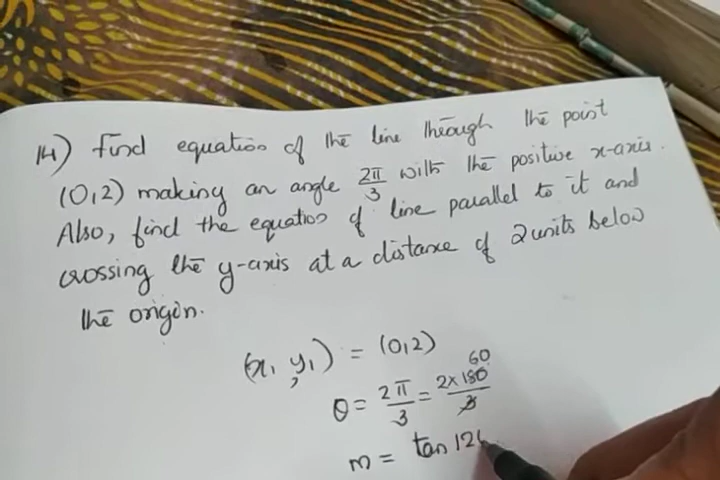 14) Find equation of the line through the point
(0,2) making an angle 2π/3 with the positive x-axis.
Also, find the equation of line parallel to it and
crossing the y-axis at a distance of 2 units below
the origin.
(x1, y1) = (0,2)
θ = 2π/3 = 2×180/3 60
m = tan 120